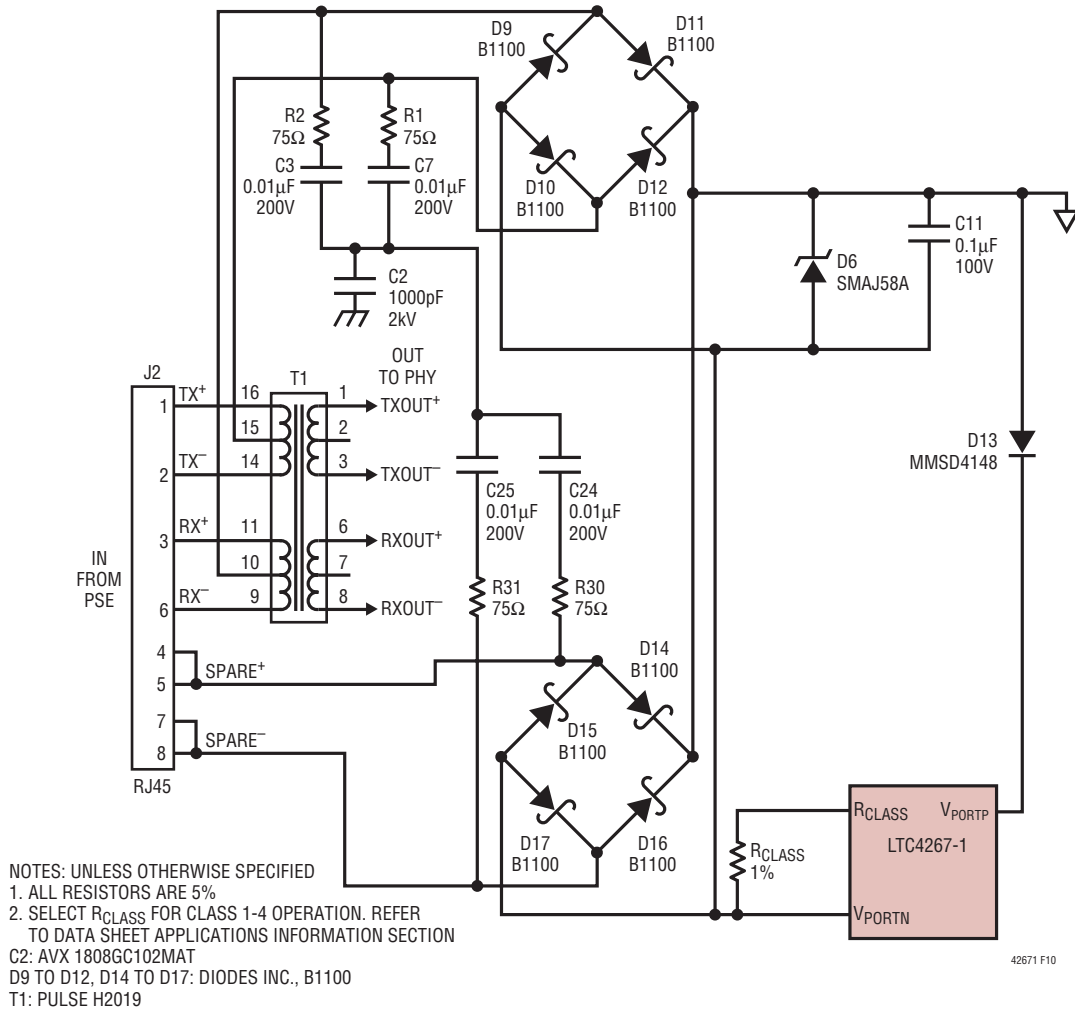 D9
B1100
D11
B1100
R2
75Ω
R1
75Ω
C3
0.01µF
200V
C7
0.01µF
200V
D10
B1100
D12
B1100
C2
1000pF
2kV
D6
SMAJ58A
C11
0.1µF
100V
D13
MMSD4148
OUT
TO PHY
J2
T1
1 TX+ 16 1 TXOUT+
15 2
2 TX− 14 3 TXOUT−
3 RX+ 11 6 RXOUT+
10 7
6 RX− 9 8 RXOUT−
IN
FROM
PSE
4
5 SPARE+
7
8 SPARE−
RJ45
C25
0.01µF
200V
C24
0.01µF
200V
R31
75Ω
R30
75Ω
D14
B1100
D15
B1100
D17
B1100
D16
B1100
RCLASS
1%
RCLASS VPORTP
LTC4267-1
VPORTN
NOTES: UNLESS OTHERWISE SPECIFIED
1. ALL RESISTORS ARE 5%
2. SELECT RCLASS FOR CLASS 1-4 OPERATION. REFER
TO DATA SHEET APPLICATIONS INFORMATION SECTION
C2: AVX 1808GC102MAT
D9 TO D12, D14 TO D17: DIODES INC., B1100
T1: PULSE H2019
42671 F10